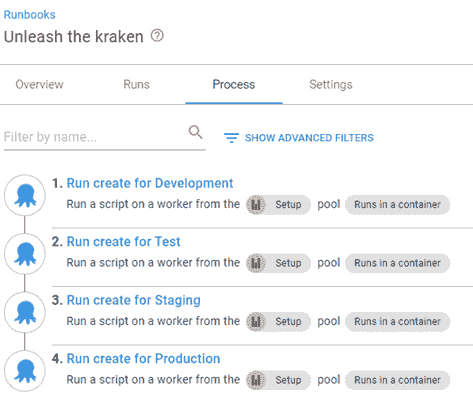 Runbooks
Unleash the kraken
Overview Runs Process Settings
Filter by name... SHOW ADVANCED FILTERS
1. Run create for Development
Run a script on a worker from the Setup pool Runs in a container
2. Run create for Test
Run a script on a worker from the Setup pool Runs in a container
3. Run create for Staging
Run a script on a worker from the Setup pool Runs in a container
4. Run create for Production
Run a script on a worker from the Setup pool Runs in a container